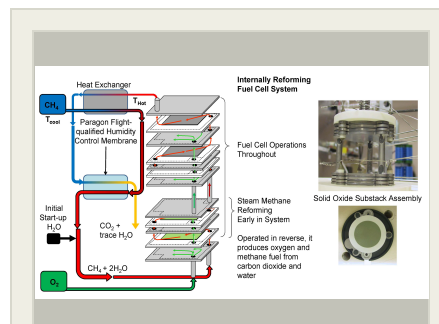 Heat Exchanger
CH₄
T_Hot
T_cool
Paragon Flight-
qualified Humidity
Control Membrane
Initial
Start-up
H₂O
CO₂ +
trace H₂O
CH₄ + 2H₂O
O₂
Internally Reforming
Fuel Cell System
Fuel Cell Operations
Throughout
Steam Methane
Reforming
Early in System
Operated in reverse, it
produces oxygen and
methane fuel from
carbon dioxide and
water
Solid Oxide Substack Assembly